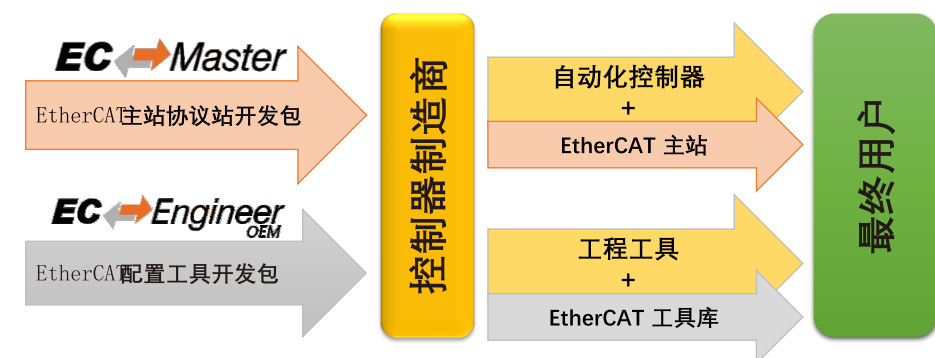 EC Master
EtherCAT主站协议站开发包
EC Engineer
OEM
EtherCAT配置工具开发包
控制器制造商
自动化控制器
+
EtherCAT 主站
工程工具
+
EtherCAT 工具库
最终用户